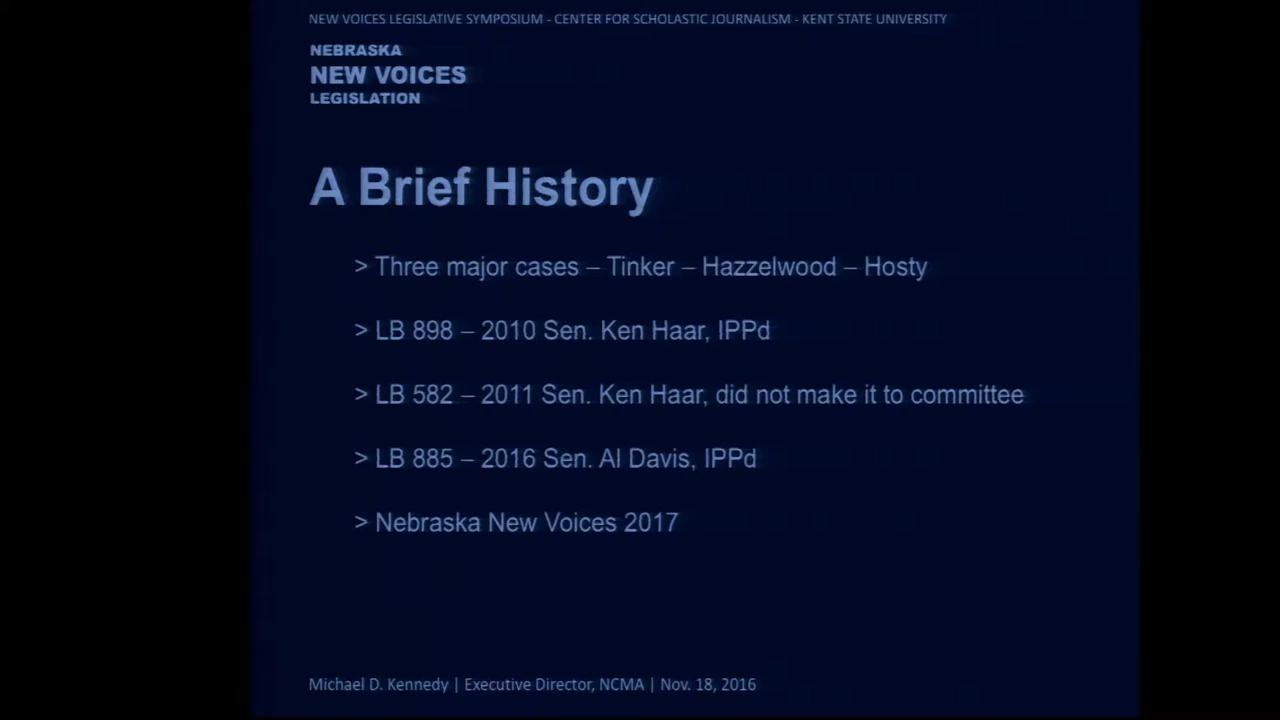 NEW VOICES LEGISLATIVE SYMPOSIUM - CENTER FOR SCHOLASTIC JOURNALISM - KENT STATE UNIVERSITY
NEBRASKA
NEW VOICES
LEGISLATION
A Brief History
> Three major cases – Tinker – Hazzelwood – Hosty
> LB 898 – 2010 Sen. Ken Haar, IPPd
> LB 582 – 2011 Sen. Ken Haar, did not make it to committee
> LB 885 – 2016 Sen. Al Davis, IPPd
> Nebraska New Voices 2017
Michael D. Kennedy | Executive Director, NCMA | Nov. 18, 2016